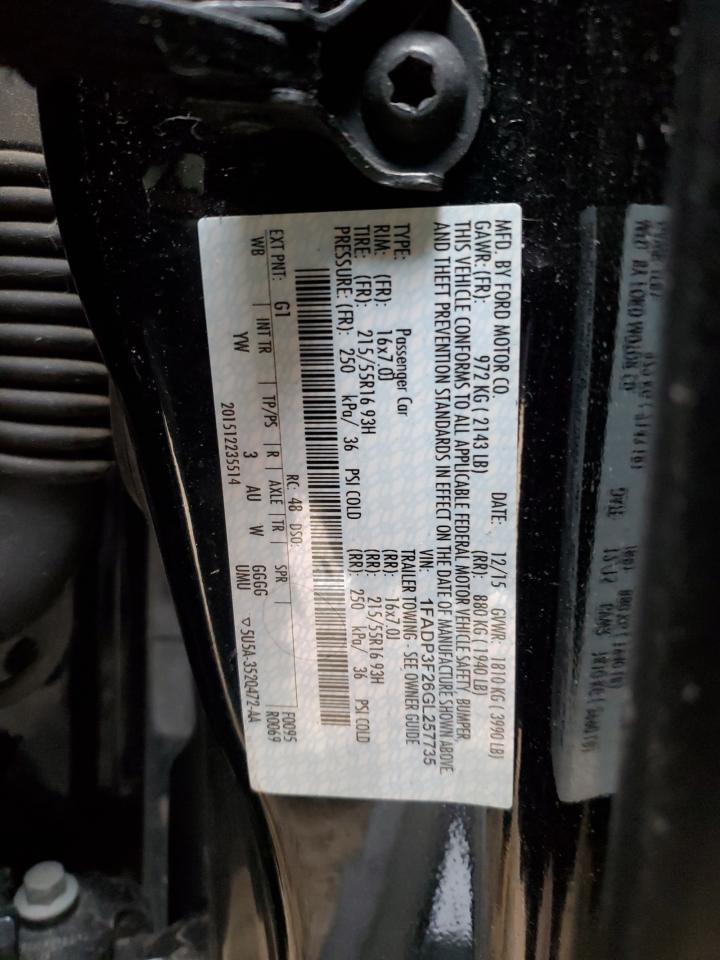 MFD. BY FORD MOTOR CO. DATE: 12/15 GVWR: 1810 KG ( 3990 LB)
GAWR: (FR): 972 KG ( 2143 LB) (RR): 880 KG ( 1940 LB)
THIS VEHICLE CONFORMS TO ALL APPLICABLE FEDERAL MOTOR VEHICLE SAFETY, BUMPER
AND THEFT PREVENTION STANDARDS IN EFFECT ON THE DATE OF MANUFACTURE SHOWN ABOVE
VIN: 1FADP3F26GL257735
TYPE: Passenger Car TRAILER TOWING - SEE OWNER GUIDE
RIM: (FR): 16x7.0J (RR): 16x7.0J
TIRE: (FR): 215/55R16 93H (RR): 215/55R16 93H
PRESSURE: (FR): 250 kPa/ 36 PSI COLD (RR): 250 kPa/ 36 PSI COLD
RC: 48 DSO: F0095
EXT PNT: G1 INT TR TP/PS R AXLE TR SPR R0069
WB YW 3 AU W GGGG
UMU
201512235514 ▽5U5A-3520472-AA